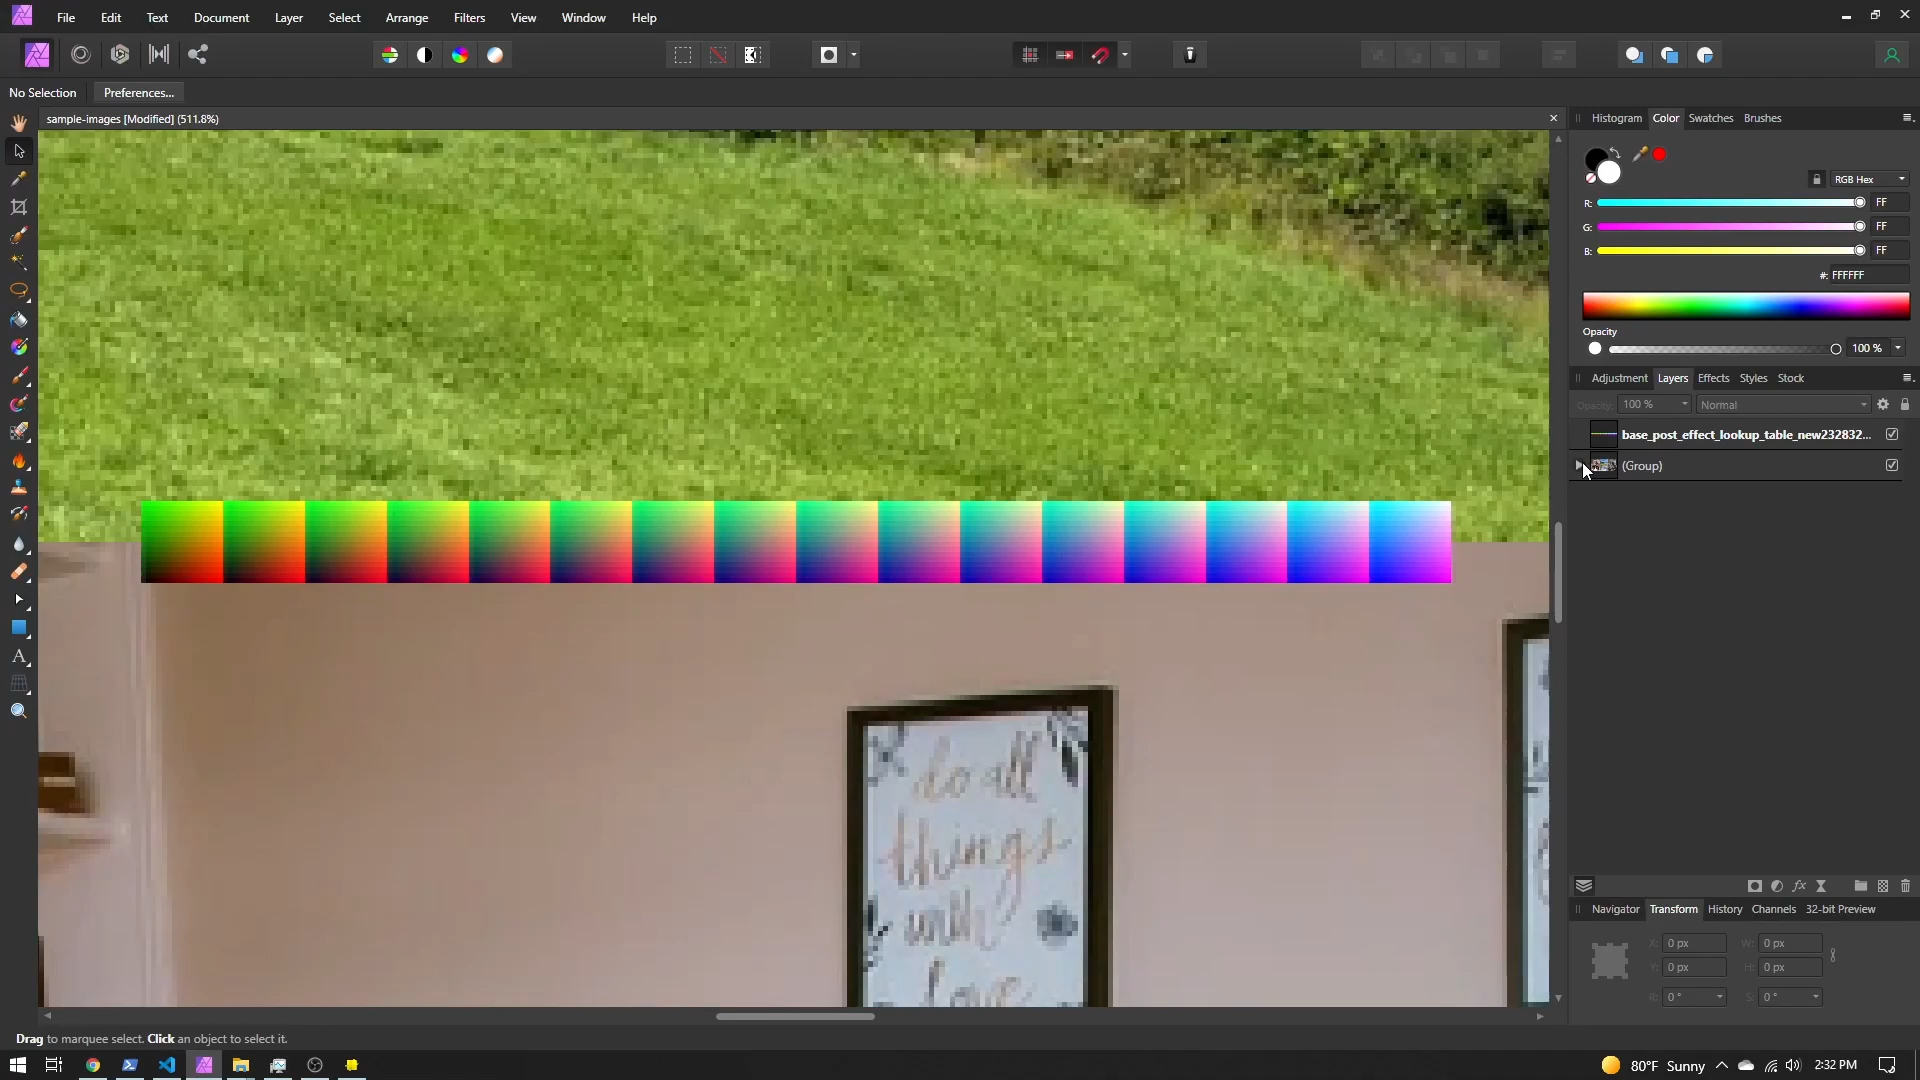 File Edit Text Document Layer Select Arrange Filters View Window Help
No Selection Preferences...
sample-images [Modified] (511.8%)
Histogram Color Swatches Brushes
RGB Hex
R: FF
G: FF
B: FF
#: FFFFFF
Opacity
100 %
Adjustment Layers Effects Styles Stock
Opacity: 100 % Normal
base_post_effect_lookup_table_new232832...
(Group)
do all
things
with
love
Navigator Transform History Channels 32-bit Preview
X: 0 px W: 0 px
Y: 0 px H: 0 px
R: 0 ° S: 0 °
Drag to marquee select. Click an object to select it.
80°F Sunny 2:32 PM